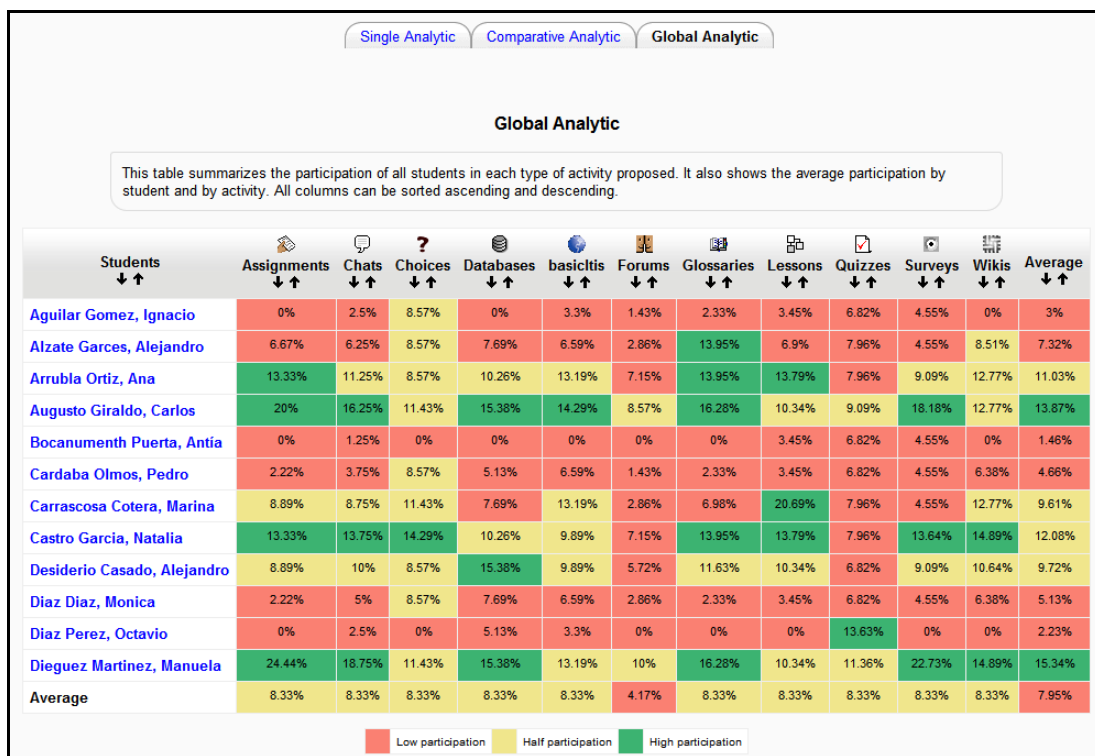 Single Analytic Comparative Analytic Global Analytic
Global Analytic
This table summarizes the participation of all students in each type of activity proposed. It also shows the average participation by
student and by activity. All columns can be sorted ascending and descending.
Students Assignments Chats Choices Databases basicltis Forums Glossaries Lessons Quizzes Surveys Wikis Average
Aguilar Gomez, Ignacio 0% 2.5% 8.57% 0% 3.3% 1.43% 2.33% 3.45% 6.82% 4.55% 0% 3%
Alzate Garces, Alejandro 6.67% 6.25% 8.57% 7.69% 6.59% 2.86% 13.95% 6.9% 7.96% 4.55% 8.51% 7.32%
Arrubla Ortiz, Ana 13.33% 11.25% 8.57% 10.26% 13.19% 7.15% 13.95% 13.79% 7.96% 9.09% 12.77% 11.03%
Augusto Giraldo, Carlos 20% 16.25% 11.43% 15.38% 14.29% 8.57% 16.28% 10.34% 9.09% 18.18% 12.77% 13.87%
Bocanumenth Puerta, Antía 0% 1.25% 0% 0% 0% 0% 0% 3.45% 6.82% 4.55% 0% 1.46%
Cardaba Olmos, Pedro 2.22% 3.75% 8.57% 5.13% 6.59% 1.43% 2.33% 3.45% 6.82% 4.55% 6.38% 4.66%
Carrascosa Cotera, Marina 8.89% 8.75% 11.43% 7.69% 13.19% 2.86% 6.98% 20.69% 7.96% 4.55% 12.77% 9.61%
Castro Garcia, Natalia 13.33% 13.75% 14.29% 10.26% 9.89% 7.15% 13.95% 13.79% 7.96% 13.64% 14.89% 12.08%
Desiderio Casado, Alejandro 8.89% 10% 8.57% 15.38% 9.89% 5.72% 11.63% 10.34% 6.82% 9.09% 10.64% 9.72%
Diaz Diaz, Monica 2.22% 5% 8.57% 7.69% 6.59% 2.86% 2.33% 3.45% 6.82% 4.55% 6.38% 5.13%
Diaz Perez, Octavio 0% 2.5% 0% 5.13% 3.3% 0% 0% 0% 13.63% 0% 0% 2.23%
Dieguez Martinez, Manuela 24.44% 18.75% 11.43% 15.38% 13.19% 10% 16.28% 10.34% 11.36% 22.73% 14.89% 15.34%
Average 8.33% 8.33% 8.33% 8.33% 8.33% 4.17% 8.33% 8.33% 8.33% 8.33% 8.33% 7.95%
Low participation Half participation High participation